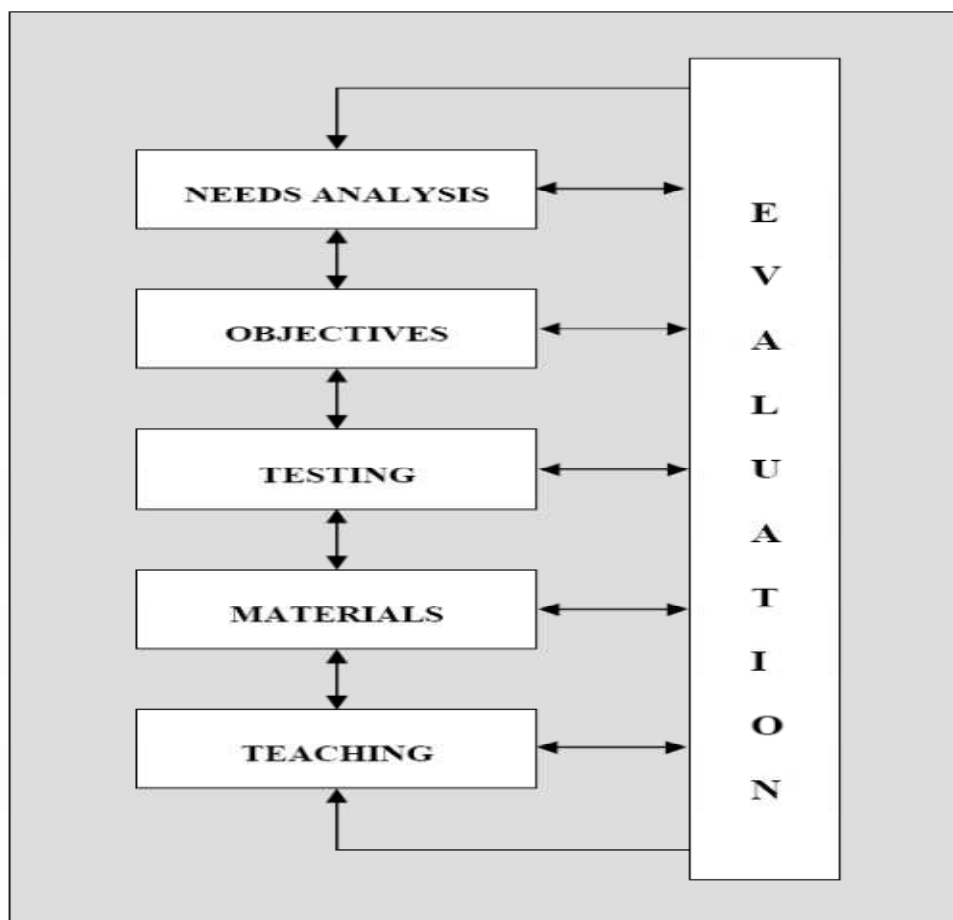 NEEDS ANALYSIS
OBJECTIVES
TESTING
MATERIALS
TEACHING
E
V
A
L
U
A
T
I
O
N